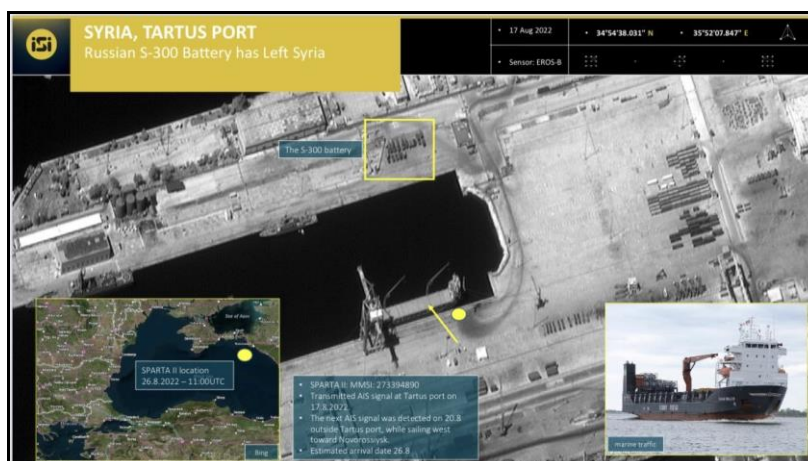 iSi
SYRIA, TARTUS PORT
Russian S-300 Battery has Left Syria
• 17 Aug 2022
• 34°54'38.031" N
• 35°52'07.847" E
• Sensor: EROS-B
The S-300 battery
SPARTA II location
26.8.2022 – 11:00UTC
Bing
• SPARTA II: MMSI: 273394890
• Transmitted AIS signal at Tartus port on
17.8.2022
• The next AIS signal was detected on 20.8
outside Tartus port, while sailing west
toward Novorossiysk.
• Estimated arrival date 26.8
marine traffic